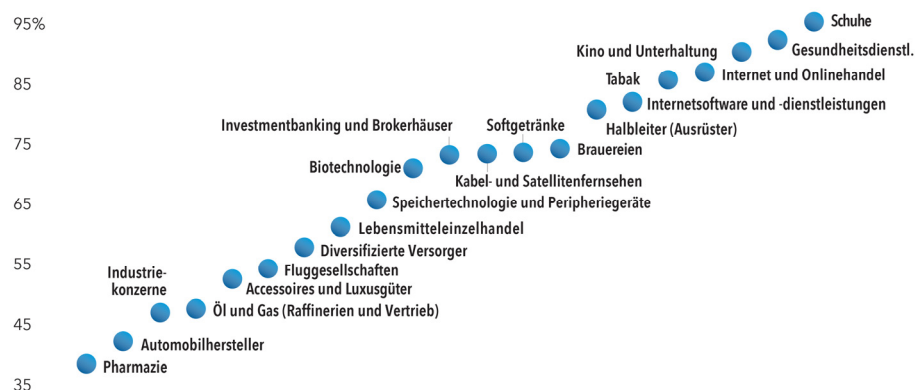 95%
Schuhe
Kino und Unterhaltung
Gesundheitsdienstl.
Tabak
Internet und Onlinehandel
85
Internetsoftware und -dienstleistungen
Investmentbanking und Brokerhäuser
Softgetränke
Halbleiter (Ausrüster)
75
Brauereien
Biotechnologie
Kabel- und Satellitenfernsehen
65
Speichertechnologie und Peripheriegeräte
Lebensmitteleinzelhandel
Diversifizierte Versorger
55
Industrie-
konzerne
Fluggesellschaften
Accessoires und Luxusgüter
Öl und Gas (Raffinerien und Vertrieb)
45
Automobilhersteller
Pharmazie
35